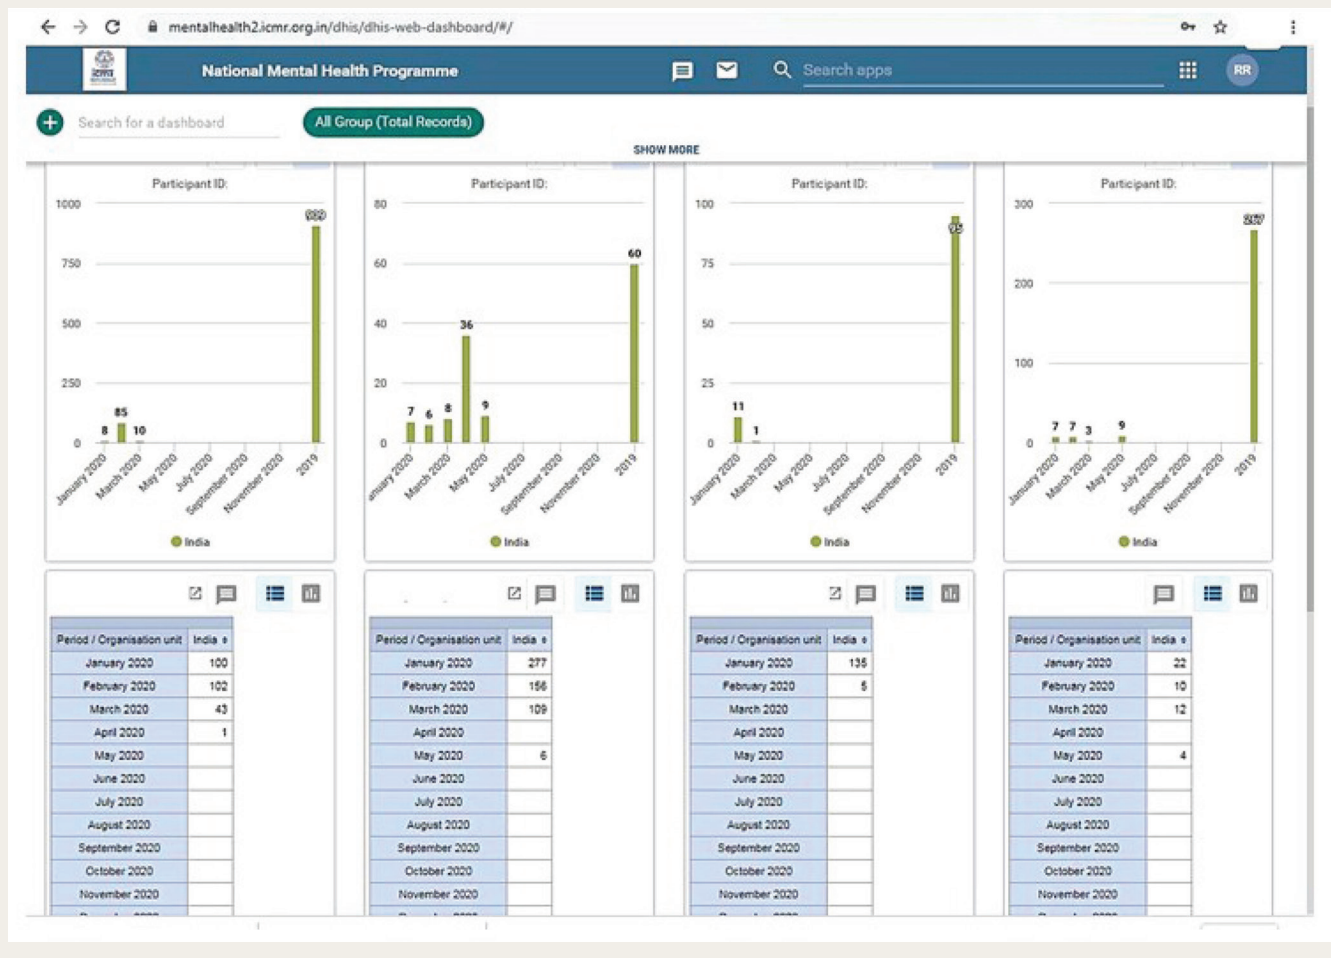 mentalhealth2.icmr.org.in/dhis/dhis-web-dashboard/#/
National Mental Health Programme
Search apps
RR
Search for a dashboard
All Group (Total Records)
SHOW MORE
Participant ID:
1000
750
500
250
0
8
85
10
January 2020
March 2020
May 2020
July 2020
September 2020
November 2020
2019
India
Participant ID:
80
60
40
20
0
7
6
8
36
9
60
anuary 2020
March 2020
May 2020
July 2020
September 2020
November 2020
2019
India
Participant ID:
100
75
50
25
0
11
1
95
January 2020
March 2020
May 2020
July 2020
September 2020
November 2020
2019
India
Participant ID:
300
200
100
0
7
7
3
9
January 2020
March 2020
May 2020
July 2020
September 2020
November 2020
2019
India
Period / Organisation unit India
January 2020 100
February 2020 102
March 2020 43
April 2020 1
May 2020
June 2020
July 2020
August 2020
September 2020
October 2020
November 2020
Period / Organisation unit India
January 2020 277
February 2020 156
March 2020 109
April 2020
May 2020 6
June 2020
July 2020
August 2020
September 2020
October 2020
November 2020
Period / Organisation unit India
January 2020 135
February 2020 5
March 2020
April 2020
May 2020
June 2020
July 2020
August 2020
September 2020
October 2020
November 2020
Period / Organisation unit India
January 2020 22
February 2020 10
March 2020 12
April 2020
May 2020 4
June 2020
July 2020
August 2020
September 2020
October 2020
November 2020